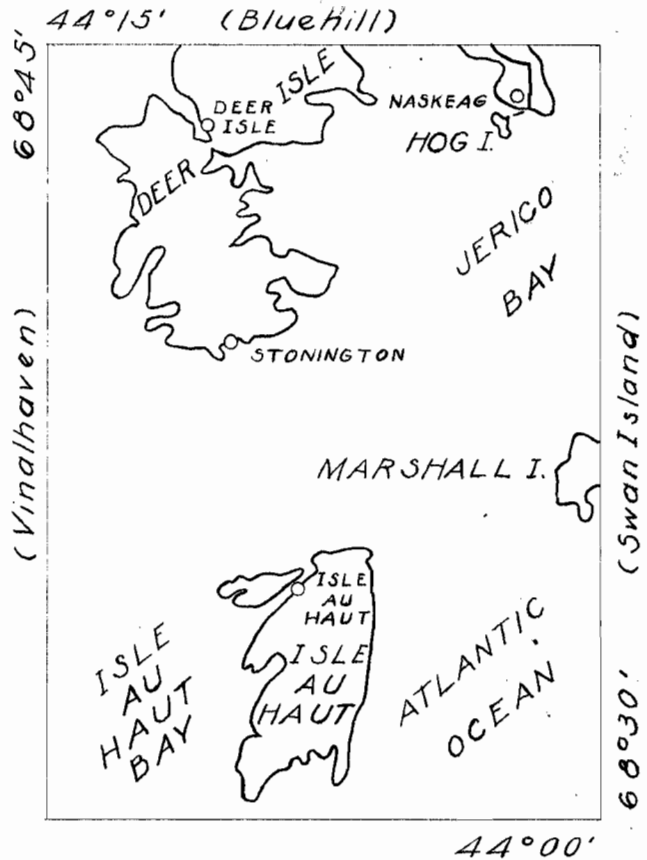 44°15' (Bluehill)
68°45'
DEER ISLE
DEER
ISLE
NASKEAG
HOG I.
JERICO
BAY
STONINGTON
(Vinalhaven)
(Swan Island)
MARSHALL I.
ISLE
AU
HAUT
ISLE
AU
HAUT
ISLE
AU
HAUT
BAY
ATLANTIC
OCEAN
68°30'
44°00'